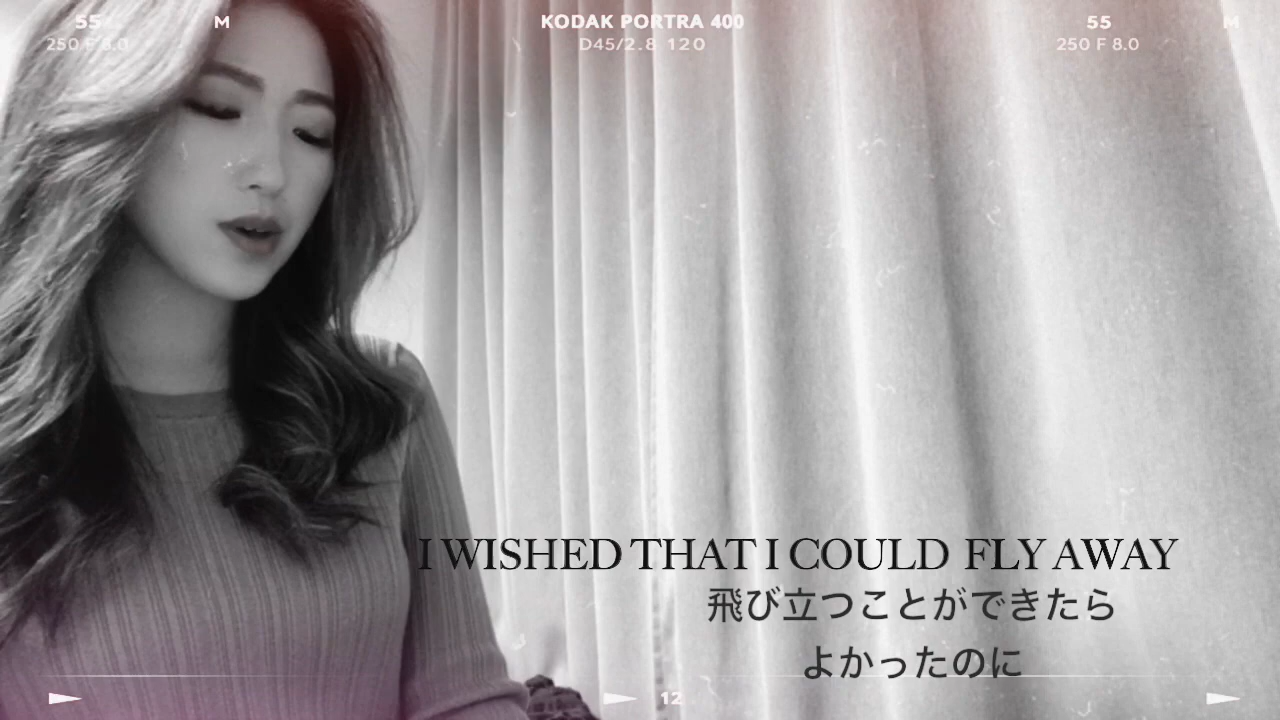 55 M KODAK PORTRA 400 55 M
250 F 8.0 D45/2.8 120 250 F 8.0
I WISHED THAT I COULD FLY AWAY
飛び立つことができたら
よかったのに
12